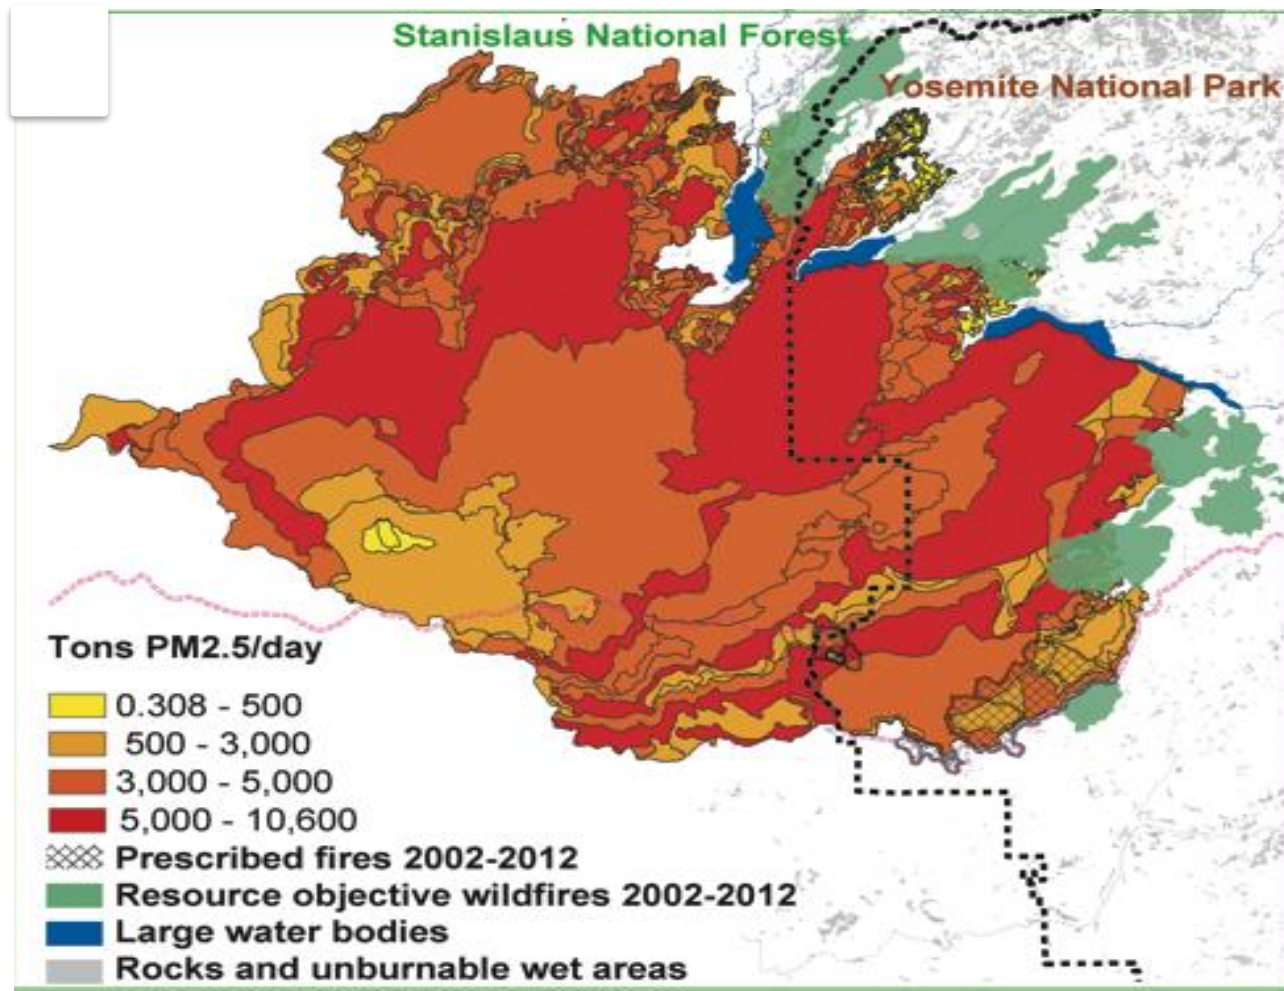 Stanislaus National Forest
Yosemite National Park
Tons PM2.5/day
0.308 - 500
500 - 3,000
3,000 - 5,000
5,000 - 10,600
Prescribed fires 2002-2012
Resource objective wildfires 2002-2012
Large water bodies
Rocks and unburnable wet areas